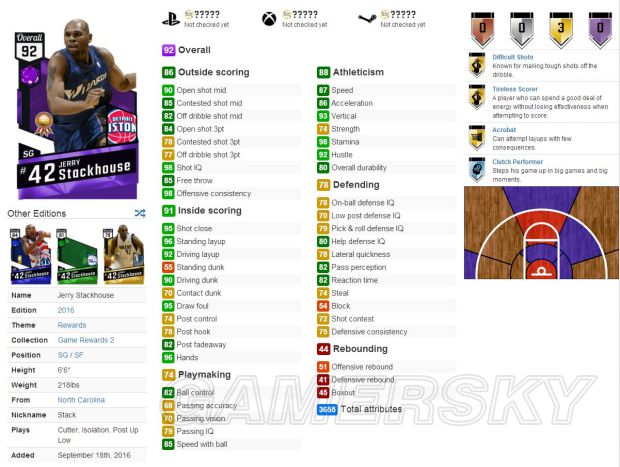 Overall
92
SG
JERRY
#42 Stackhouse
DETROIT
PISTONS
Other Editions
Name Jerry Stackhouse
Edition 2016
Theme Rewards
Collection Game Rewards 2
Position SG / SF
Height 6'6"
Weight 218lbs
From North Carolina
Nickname Stack
Plays Cutter, Isolation, Post Up
Low
Added September 16th, 2016
?????
Not checked yet
?????
Not checked yet
?????
Not checked yet
92 Overall
86 Outside scoring
90 Open shot mid
85 Contested shot mid
82 Off dribble shot mid
84 Open shot 3pt
78 Contested shot 3pt
77 Off dribble shot 3pt
98 Shot IQ
85 Free throw
98 Offensive consistency
91 Inside scoring
95 Shot close
96 Standing layup
92 Driving layup
55 Standing dunk
90 Driving dunk
70 Contact dunk
95 Draw foul
74 Post control
78 Post hook
82 Post fadeaway
96 Hands
74 Playmaking
82 Ball control
68 Passing accuracy
70 Passing vision
79 Passing IQ
85 Speed with ball
88 Athleticism
87 Speed
86 Acceleration
93 Vertical
74 Strength
98 Stamina
92 Hustle
80 Overall durability
78 Defending
78 On-ball defense IQ
70 Low post defense IQ
79 Pick & roll defense IQ
80 Help defense IQ
78 Lateral quickness
82 Pass perception
82 Reaction time
74 Steal
54 Block
72 Shot contest
75 Defensive consistency
44 Rebounding
51 Offensive rebound
41 Defensive rebound
45 Boxout
3655 Total attributes
0 0 3 0
Difficult Shots
Known for making tough shots off the
dribble.
Tireless Scorer
A player who can spend a good deal of
energy without losing effectiveness when
attempting to score.
Acrobat
Can attempt layups with few
consequences.
Clutch Performer
Steps his game up in big games and big
moments.
GAMERSKY